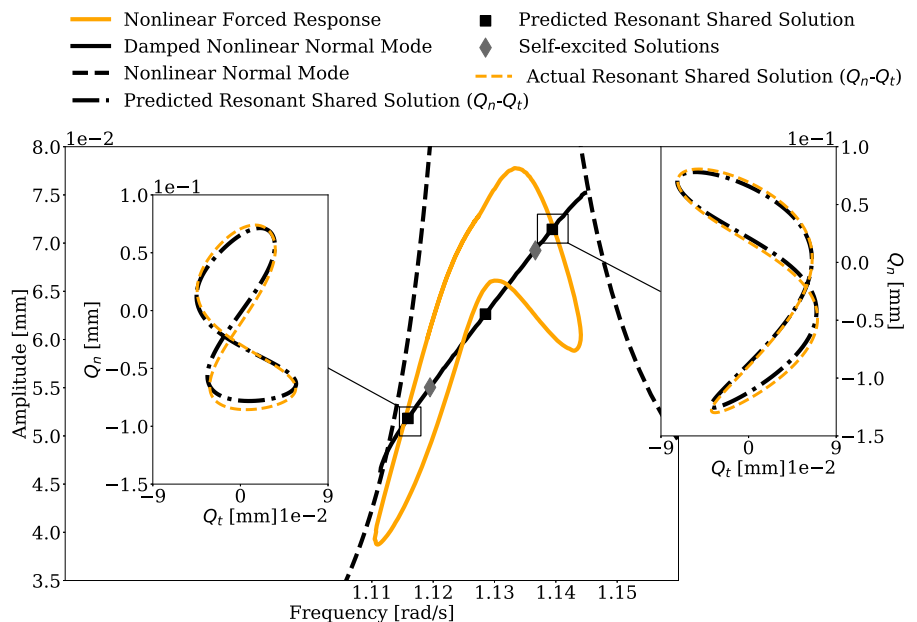 Nonlinear Forced Response
Damped Nonlinear Normal Mode
Nonlinear Normal Mode
Predicted Resonant Shared Solution (Qn-Qt)
Predicted Resonant Shared Solution
Self-excited Solutions
Actual Resonant Shared Solution (Qn-Qt)
1e−2
8.0
7.5
7.0
6.5
6.0
5.5
5.0
4.5
4.0
3.5
Amplitude [mm]
1.11
1.12
1.13
1.14
1.15
Frequency [rad/s]
1e−1
1.0
0.5
0.0
−0.5
−1.0
−1.5
Qn [mm]
−9
0
9
Qt [mm]
1e−2
1e−1
1.0
0.5
0.0
−0.5
−1.0
−1.5
Qn [mm]
−9
0
9
Qt [mm]
1e−2